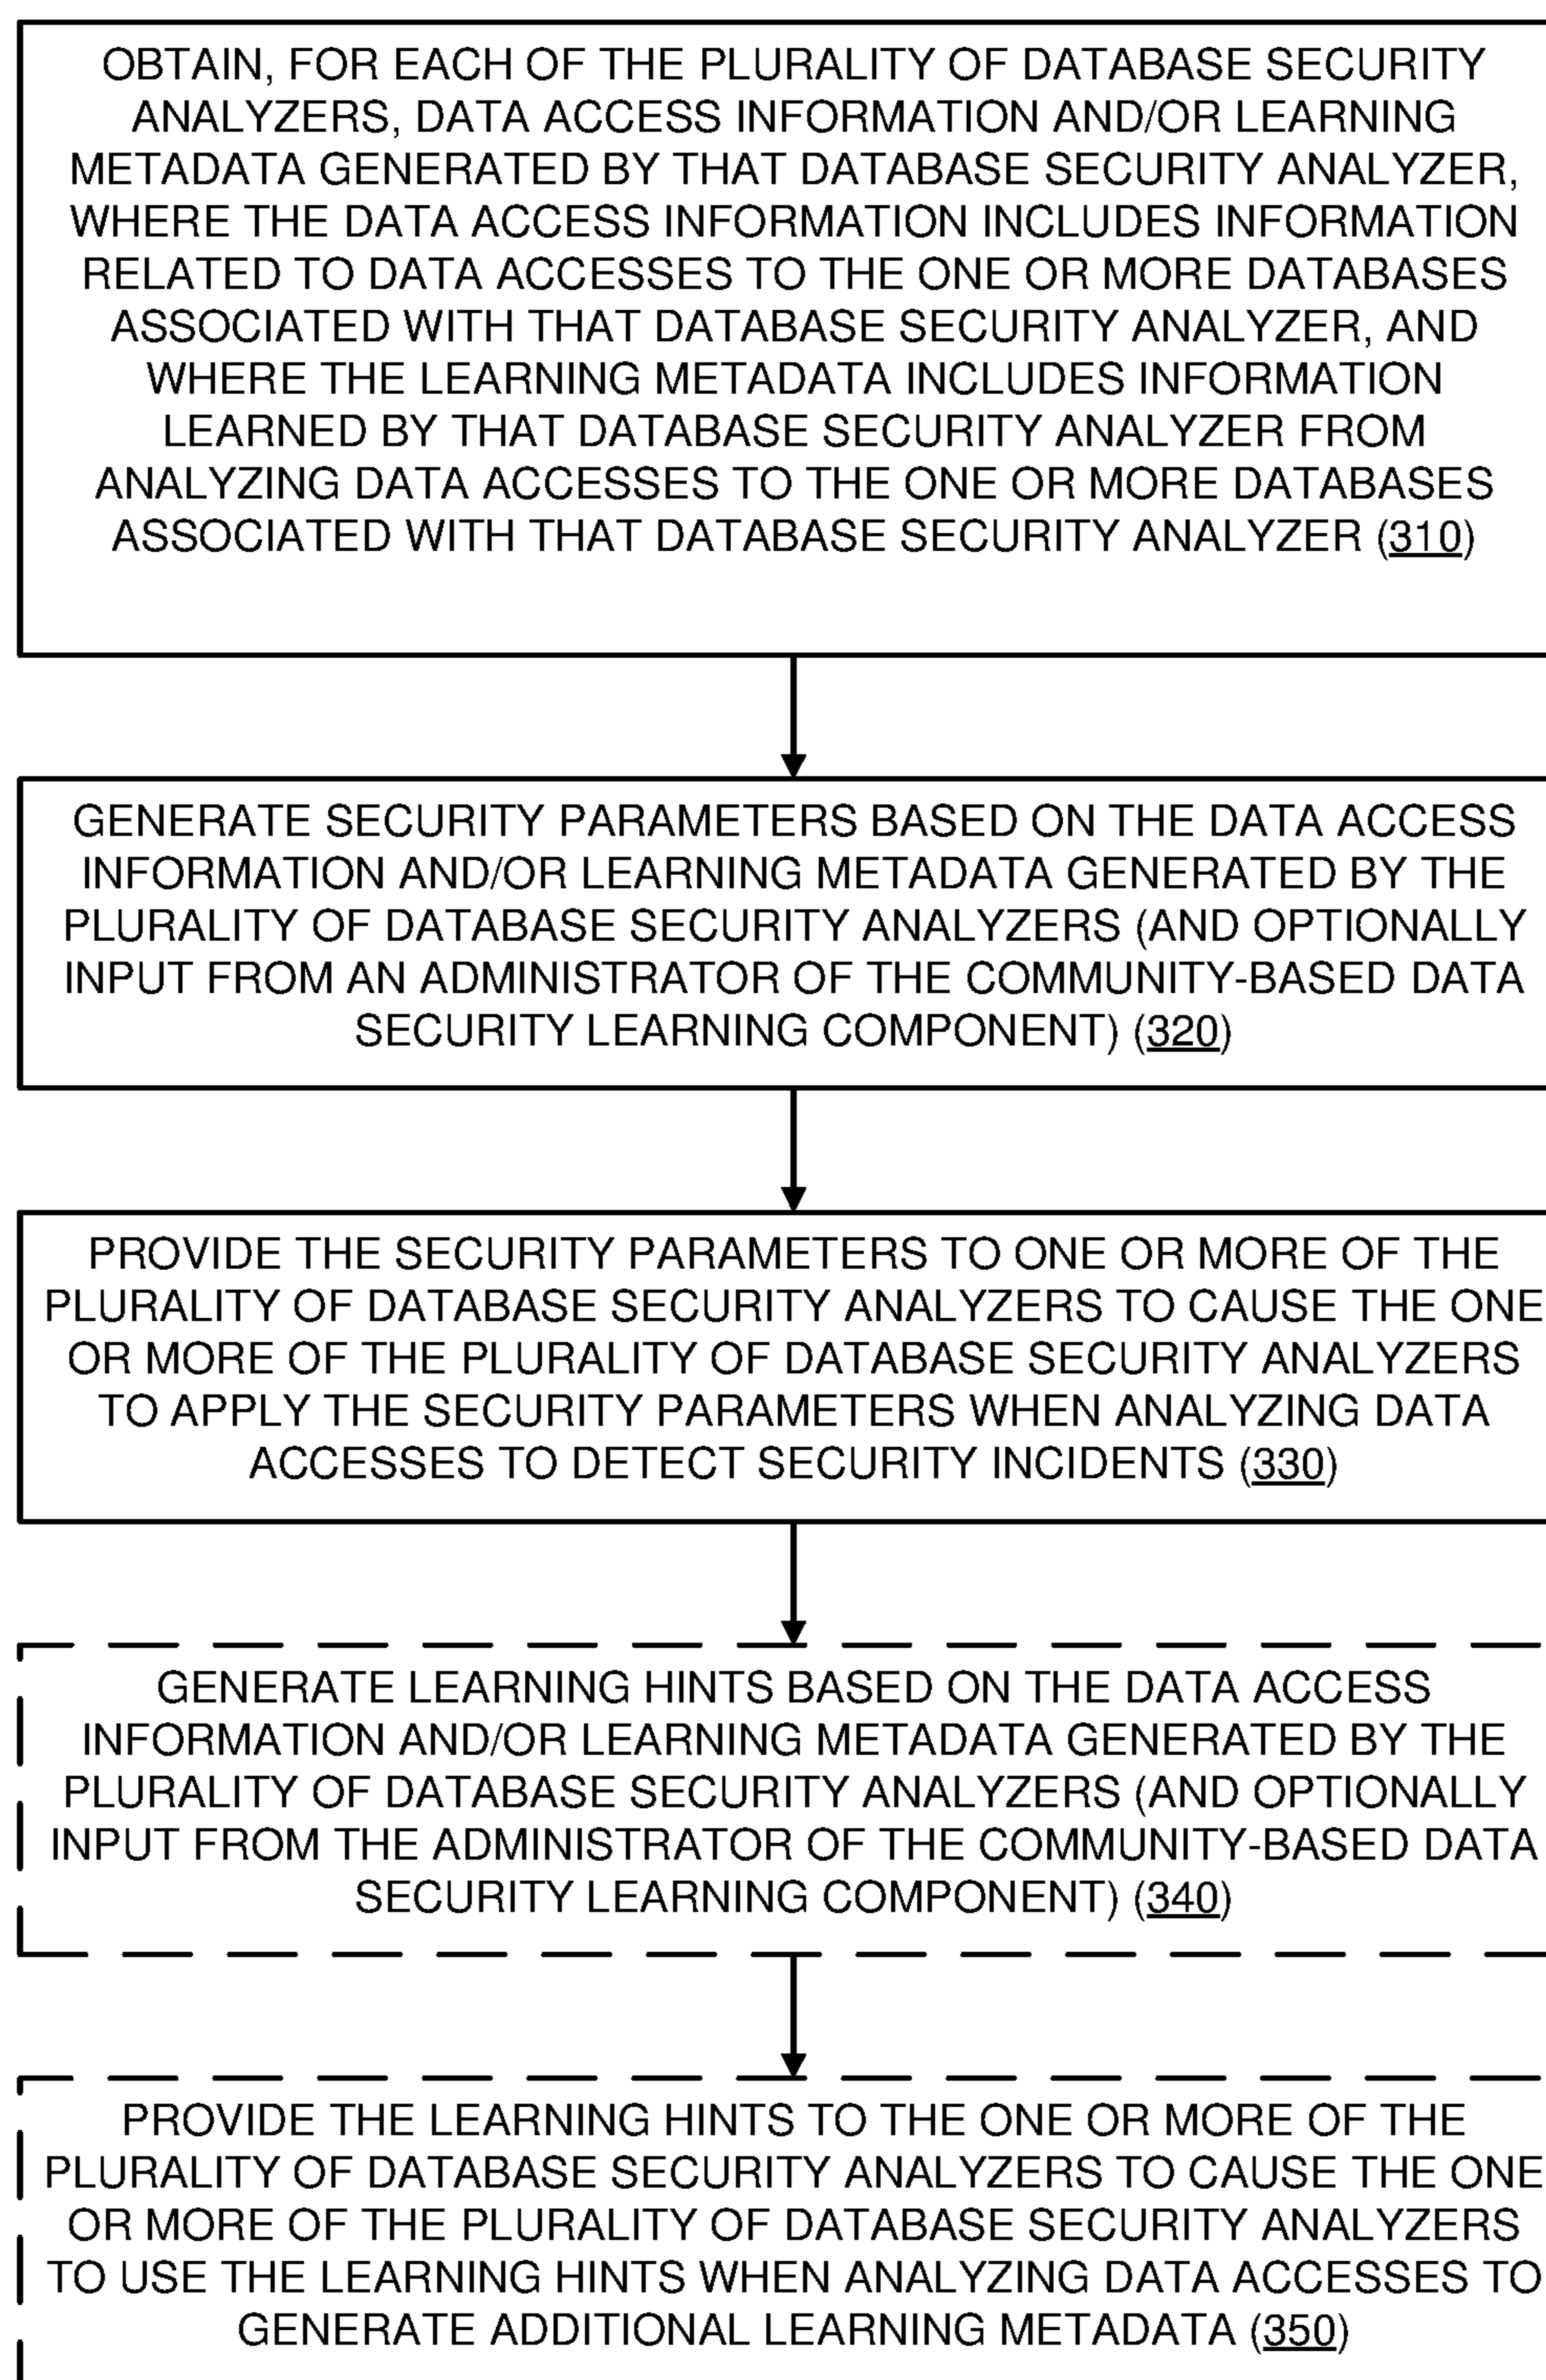 OBTAIN, FOR EACH OF THE PLURALITY OF DATABASE SECURITY
ANALYZERS, DATA ACCESS INFORMATION AND/OR LEARNING
METADATA GENERATED BY THAT DATABASE SECURITY ANALYZER,
WHERE THE DATA ACCESS INFORMATION INCLUDES INFORMATION
RELATED TO DATA ACCESSES TO THE ONE OR MORE DATABASES
ASSOCIATED WITH THAT DATABASE SECURITY ANALYZER, AND
WHERE THE LEARNING METADATA INCLUDES INFORMATION
LEARNED BY THAT DATABASE SECURITY ANALYZER FROM
ANALYZING DATA ACCESSES TO THE ONE OR MORE DATABASES
ASSOCIATED WITH THAT DATABASE SECURITY ANALYZER (310)
GENERATE SECURITY PARAMETERS BASED ON THE DATA ACCESS
INFORMATION AND/OR LEARNING METADATA GENERATED BY THE
PLURALITY OF DATABASE SECURITY ANALYZERS (AND OPTIONALLY
INPUT FROM AN ADMINISTRATOR OF THE COMMUNITY-BASED DATA
SECURITY LEARNING COMPONENT) (320)
PROVIDE THE SECURITY PARAMETERS TO ONE OR MORE OF THE
PLURALITY OF DATABASE SECURITY ANALYZERS TO CAUSE THE ONE
OR MORE OF THE PLURALITY OF DATABASE SECURITY ANALYZERS
TO APPLY THE SECURITY PARAMETERS WHEN ANALYZING DATA
ACCESSES TO DETECT SECURITY INCIDENTS (330)
GENERATE LEARNING HINTS BASED ON THE DATA ACCESS
INFORMATION AND/OR LEARNING METADATA GENERATED BY THE
PLURALITY OF DATABASE SECURITY ANALYZERS (AND OPTIONALLY
INPUT FROM THE ADMINISTRATOR OF THE COMMUNITY-BASED DATA
SECURITY LEARNING COMPONENT) (340)
PROVIDE THE LEARNING HINTS TO THE ONE OR MORE OF THE
PLURALITY OF DATABASE SECURITY ANALYZERS TO CAUSE THE ONE
OR MORE OF THE PLURALITY OF DATABASE SECURITY ANALYZERS
TO USE THE LEARNING HINTS WHEN ANALYZING DATA ACCESSES TO
GENERATE ADDITIONAL LEARNING METADATA (350)